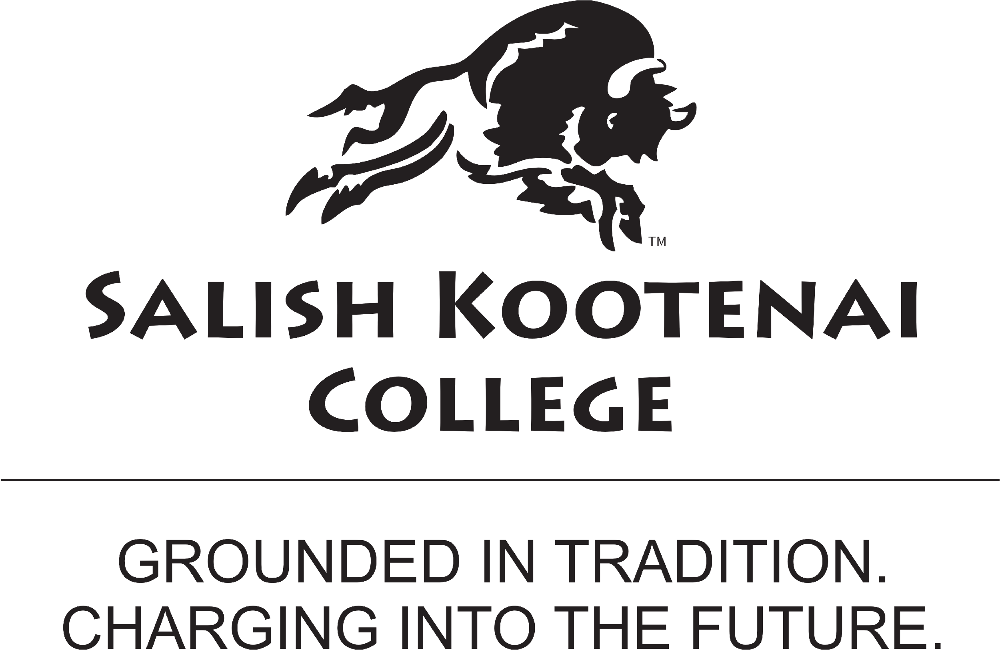 TM
SALISH KOOTENAI
COLLEGE
GROUNDED IN TRADITION.
CHARGING INTO THE FUTURE.